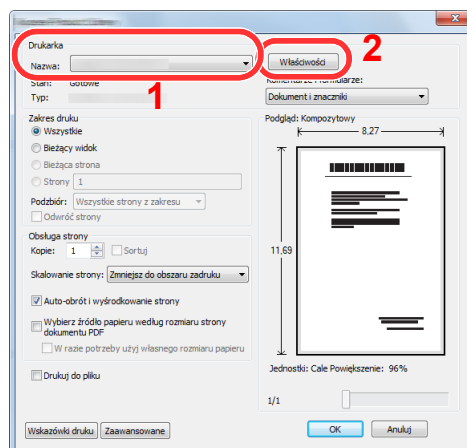 Drukarka
Nazwa:
Właściwości
2
Stan: Gotowe
1
Typ:
Komentarze i formularze:
Dokument i znaczniki
Zakres druku
Wszystkie
Bieżący widok
Bieżąca strona
Strony 1
Podzbiór: Wszystkie strony z zakresu
Odwróć strony
Obsługa strony
Kopie: 1 Sortuj
Skalowanie strony: Zmniejsz do obszaru zadruku
Auto-obrót i wyśrodkowanie strony
Wybierz źródło papieru według rozmiaru strony
dokumentu PDF
W razie potrzeby użyj własnego rozmiaru papieru
Drukuj do pliku
Podgląd: Kompozytowy
8,27
11,69
Jednostki: Cale Powiększenie: 96%
1/1
Wskazówki druku Zaawansowane
OK Anuluj